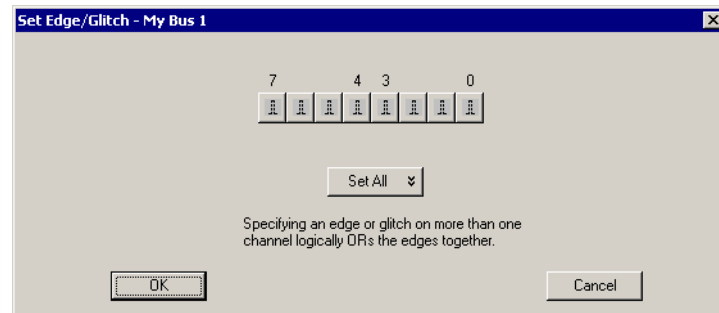 Set Edge/Glitch - My Bus 1
7 4 3 0
Set All
Specifying an edge or glitch on more than one
channel logically ORs the edges together.
OK Cancel